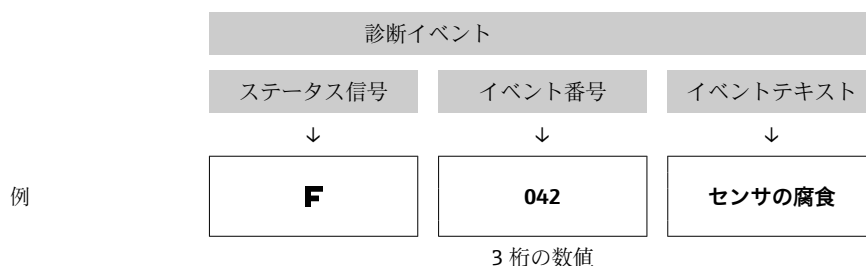 診断イベント
ステータス信号 イベント番号 イベントテキスト
↓ ↓ ↓
例 F 042 センサの腐食
3 桁の数値